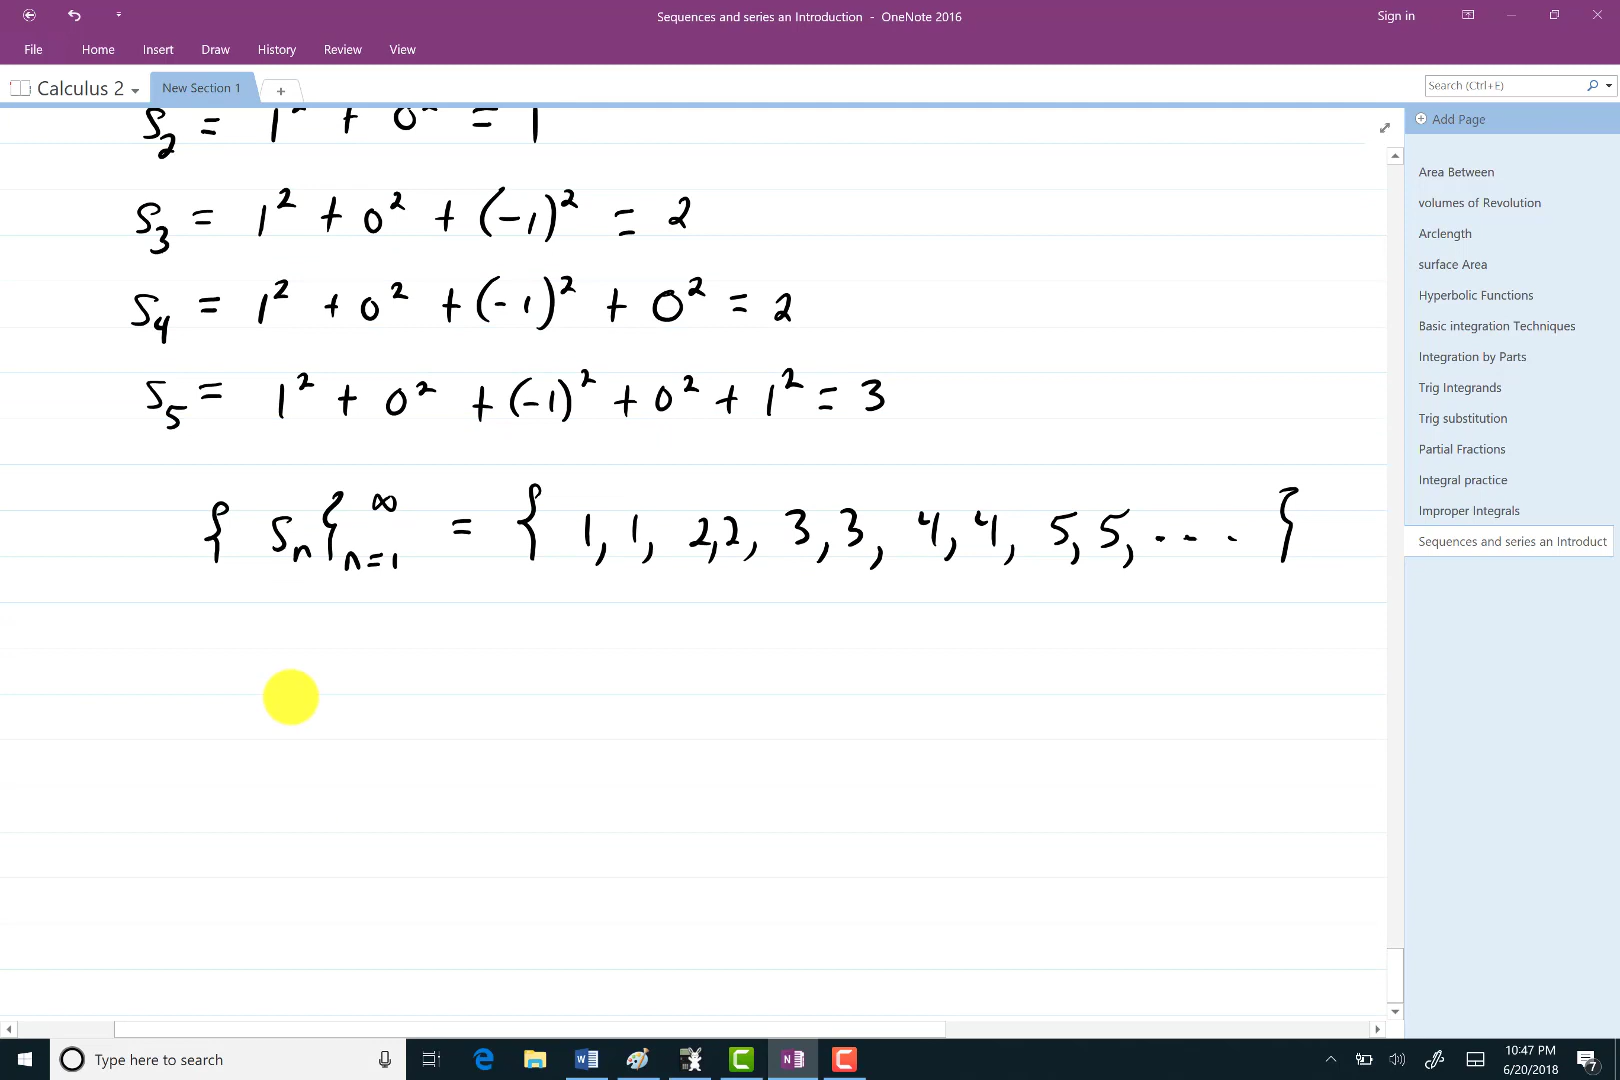 Sequences and series an Introduction - OneNote 2016
Sign in
File Home Insert Draw History Review View
Calculus 2
New Section 1
+
Search (Ctrl+E)
Add Page
Area Between
volumes of Revolution
Arclength
surface Area
Hyperbolic Functions
Basic integration Techniques
Integration by Parts
Trig Integrands
Trig substitution
Partial Fractions
Integral practice
Improper Integrals
Sequences and series an Introduct
S₂ = 1² + 0² = 1
S₃ = 1² + 0² + (-1)² = 2
S₄ = 1² + 0² + (-1)² + 0² = 2
S₅ = 1² + 0² + (-1)² + 0² + 1² = 3
{ Sₙ }ₙ₌₁^∞ = { 1, 1, 2, 2, 3, 3, 4, 4, 5, 5, .... }
Type here to search
10:47 PM
6/20/2018
7